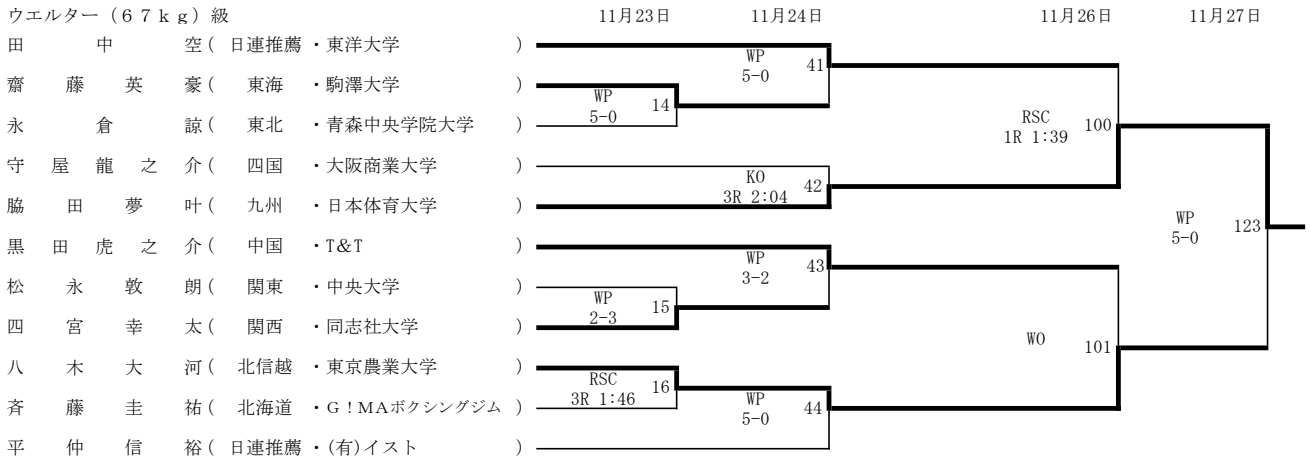 ウエルター（６７ｋｇ）級 11月23日 11月24日 11月26日 11月27日
田中空( 日連推薦 ・東洋大学 )
WP 41
5-0
齋藤英豪( 東海 ・駒澤大学 )
WP 14
5-0
永倉諒( 東北 ・青森中央学院大学 )
RSC 100
1R 1:39
守屋龍之介( 四国 ・大阪商業大学 )
KO 42
3R 2:04
脇田夢叶( 九州 ・日本体育大学 )
WP 123
5-0
黒田虎之介( 中国 ・T&T )
WP 43
3-2
松永敦朗( 関東 ・中央大学 )
WP 15
2-3
四宮幸太( 関西 ・同志社大学 )
WO 101
八木大河( 北信越 ・東京農業大学 )
RSC 16
3R 1:46
斉藤圭祐( 北海道 ・Ｇ！ＭＡボクシングジム )
WP 44
5-0
平仲信裕( 日連推薦 ・(有)イスト )